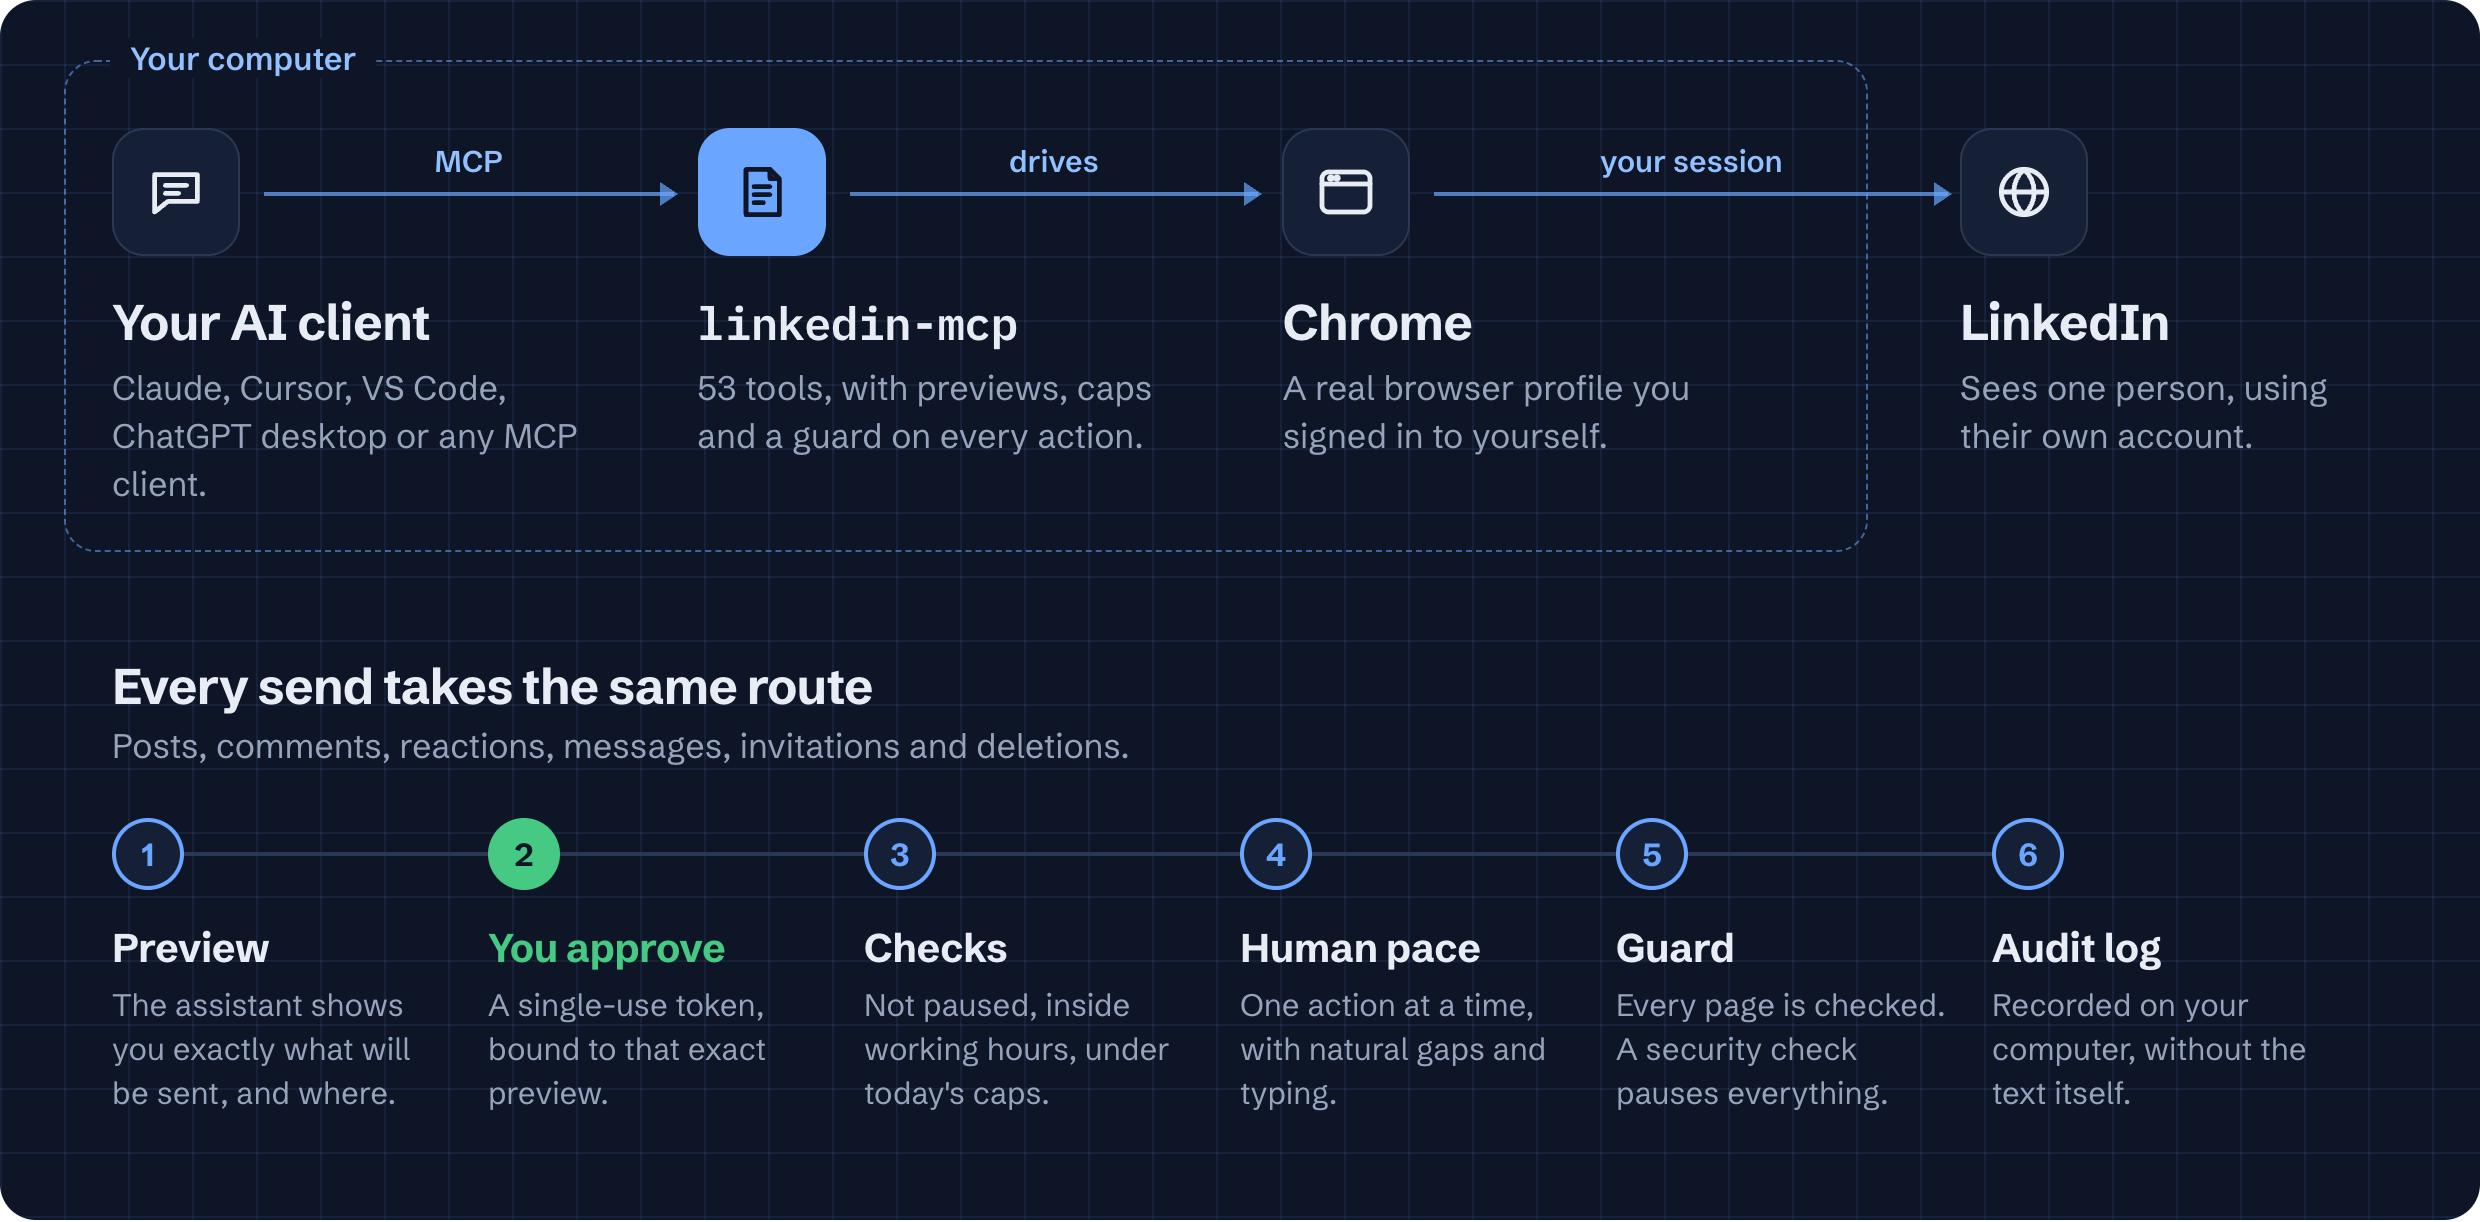 Your computer
MCP
drives
your session
Your AI client
Claude, Cursor, VS Code,
ChatGPT desktop or any MCP
client.
linkedin-mcp
53 tools, with previews, caps
and a guard on every action.
Chrome
A real browser profile you
signed in to yourself.
LinkedIn
Sees one person, using
their own account.
Every send takes the same route
Posts, comments, reactions, messages, invitations and deletions.
1
Preview
The assistant shows
you exactly what will
be sent, and where.
2
You approve
A single-use token,
bound to that exact
preview.
3
Checks
Not paused, inside
working hours, under
today's caps.
4
Human pace
One action at a time,
with natural gaps and
typing.
5
Guard
Every page is checked.
A security check
pauses everything.
6
Audit log
Recorded on your
computer, without the
text itself.